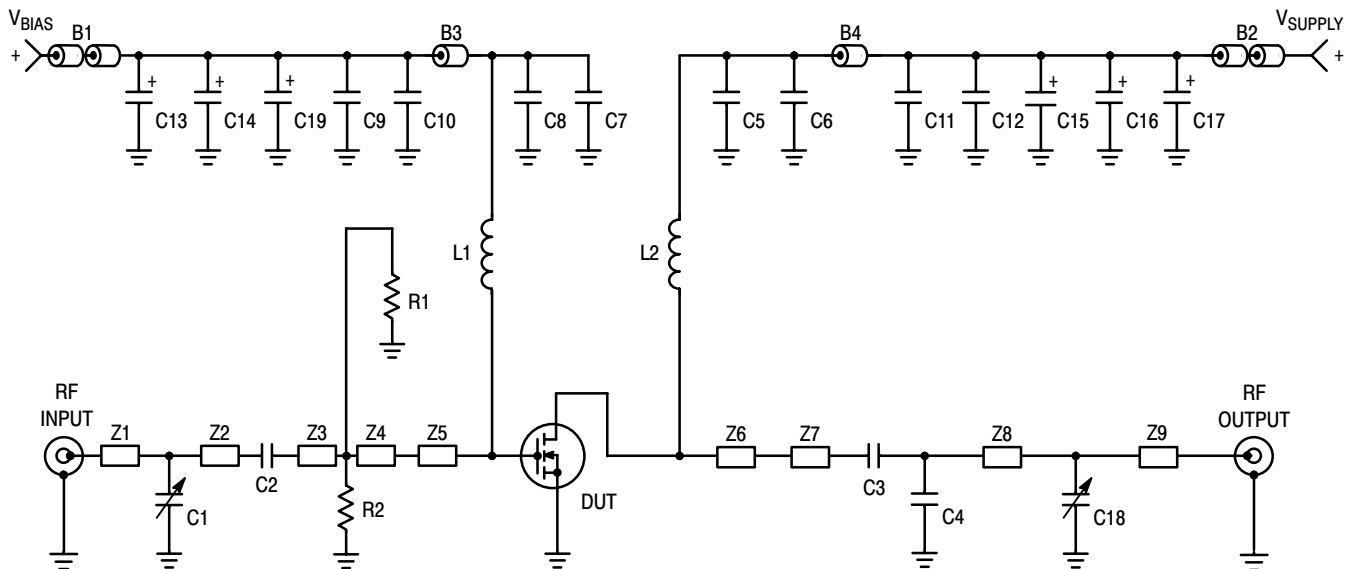 VBIAS
+
B1
B3
B4
B2
VSUPPLY
+
+
+
+
+
+
+
C13
C14
C19
C9
C10
C8
C7
C5
C6
C11
C12
C15
C16
C17
L1
L2
R1
RF
INPUT
Z1
Z2
Z3
Z4
Z5
Z6
Z7
Z8
Z9
RF
OUTPUT
C1
C2
R2
DUT
C3
C4
C18